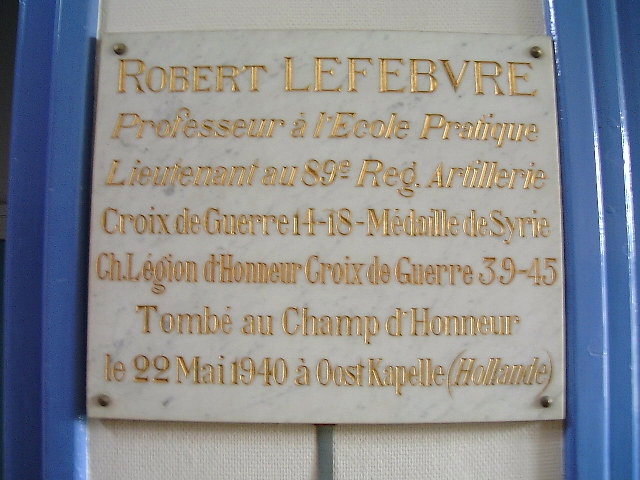 ROBERT LEFEBVRE
Professeur à l'Ecole Pratique
Lieutenant au 89e Reg. Artillerie
Croix de Guerre 14-18 - Médaille de Syrie
Ch. Légion d'Honneur Croix de Guerre 39-45
Tombé au Champ d'Honneur
le 22 Mai 1940 à Oost Kapelle (Hollande)